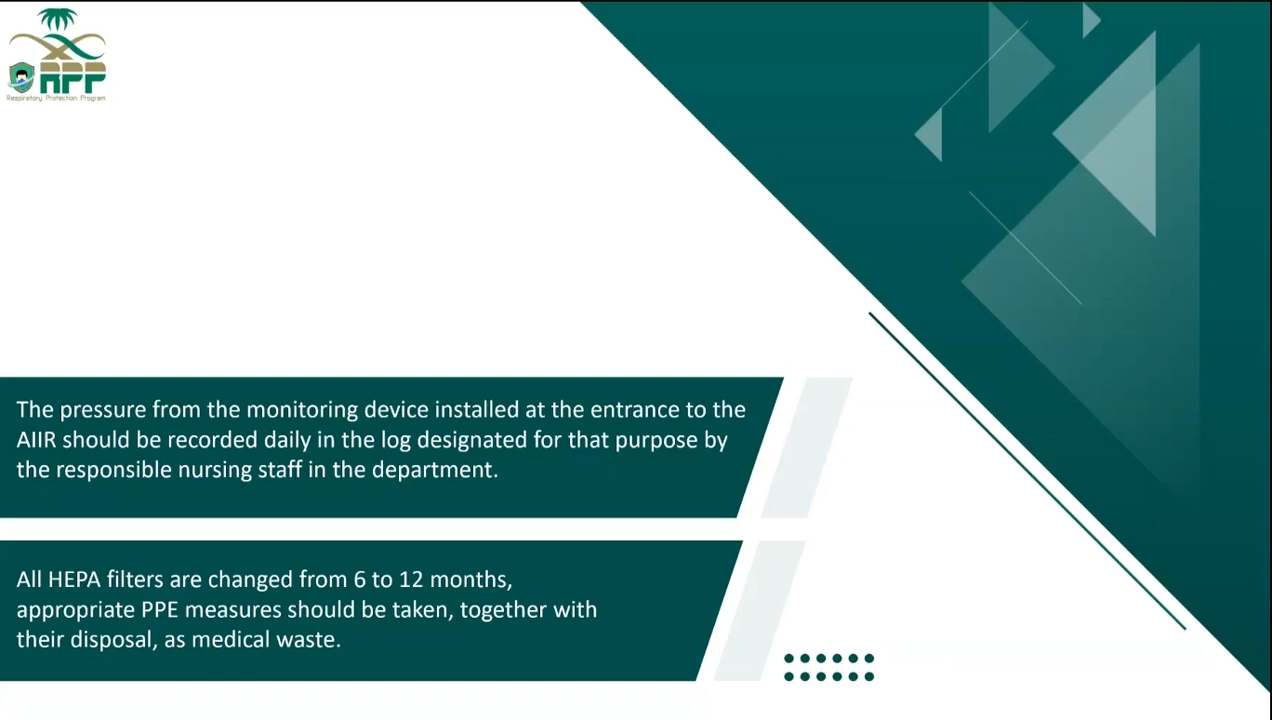 RPP
Respiratory Protection Program
The pressure from the monitoring device installed at the entrance to the
AIIR should be recorded daily in the log designated for that purpose by
the responsible nursing staff in the department.
All HEPA filters are changed from 6 to 12 months,
appropriate PPE measures should be taken, together with
their disposal, as medical waste.